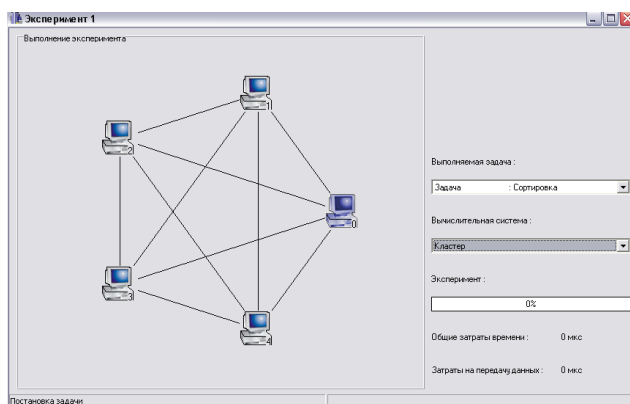 Эксперимент 1
Выполнение эксперимента
1
2
0
3
4
Выполняемая задача :
Задача : Сортировка
Вычислительная система :
Кластер
Эксперимент :
0%
Общие затраты времени : 0 мкс
Затраты на передачу данных : 0 мкс
Постановка задачи